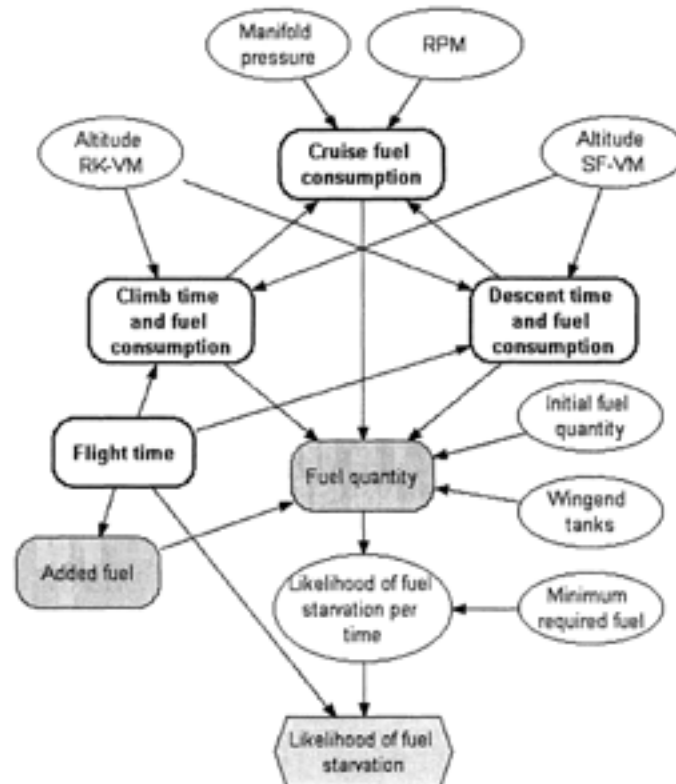 Manifold
pressure
RPM
Altitude
RK-VM
Cruise fuel
consumption
Altitude
SF-VM
Climb time
and fuel
consumption
Descent time
and fuel
consumption
Flight time
Initial fuel
quantity
Fuel quantity
Wingend
tanks
Added fuel
Likelihood of fuel
starvation per
time
Minimum
required fuel
Likelihood of fuel
starvation